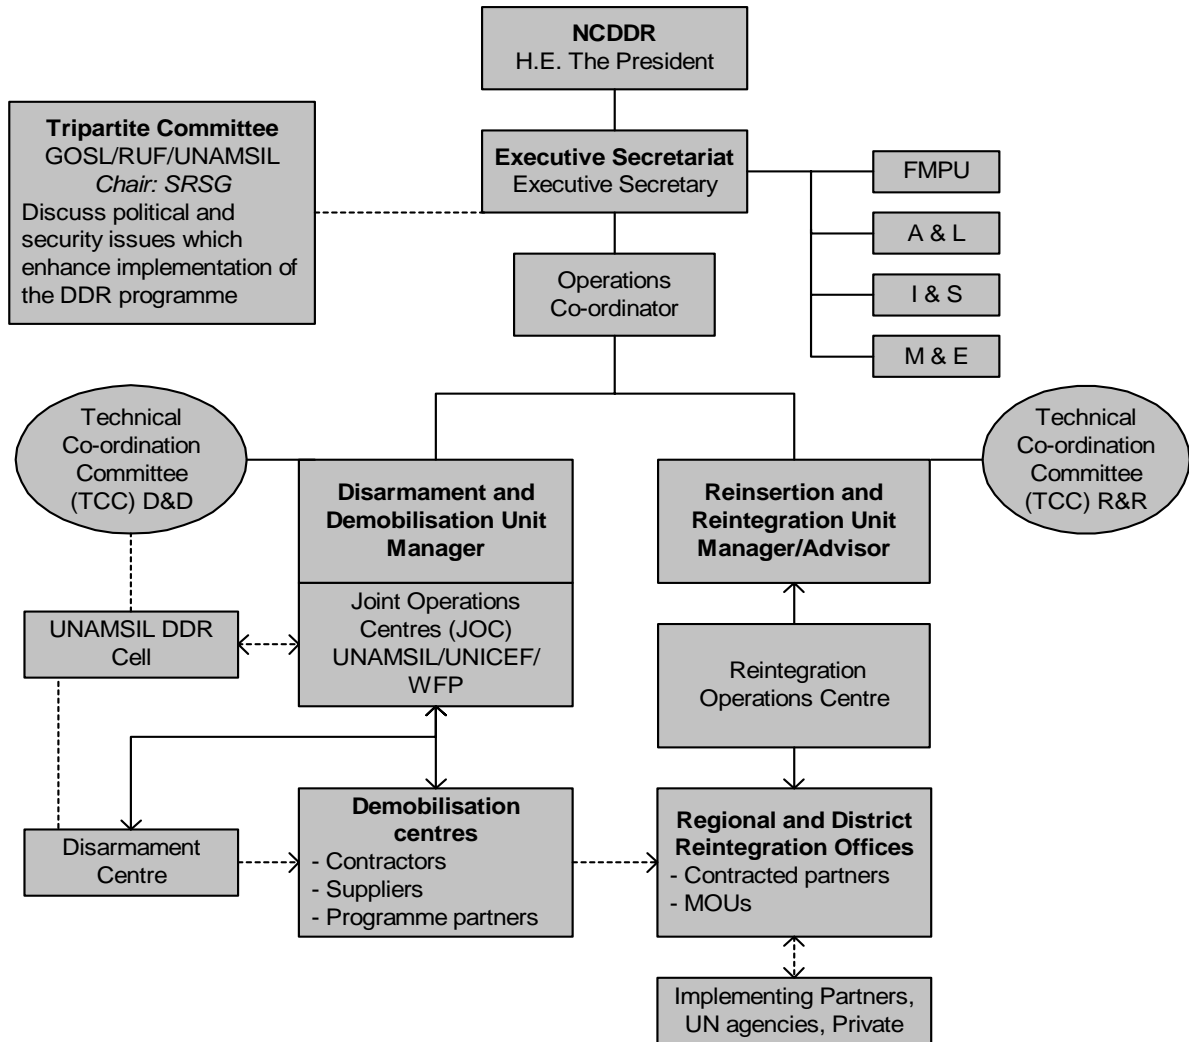 NCDDR
H.E. The President
Tripartite Committee
GOSL/RUF/UNAMSIL
Chair: SRSG
Discuss political and
security issues which
enhance implementation of
the DDR programme
Executive Secretariat
Executive Secretary
FMPU
A & L
I & S
M & E
Operations
Co-ordinator
Technical
Co-ordination
Committee
(TCC) D&D
Disarmament and
Demobilisation Unit
Manager
Reinsertion and
Reintegration Unit
Manager/Advisor
Technical
Co-ordination
Committee
(TCC) R&R
UNAMSIL DDR
Cell
Joint Operations
Centres (JOC)
UNAMSIL/UNICEF/
WFP
Reintegration
Operations Centre
Disarmament
Centre
Demobilisation
centres
- Contractors
- Suppliers
- Programme partners
Regional and District
Reintegration Offices
- Contracted partners
- MOUs
Implementing Partners,
UN agencies, Private